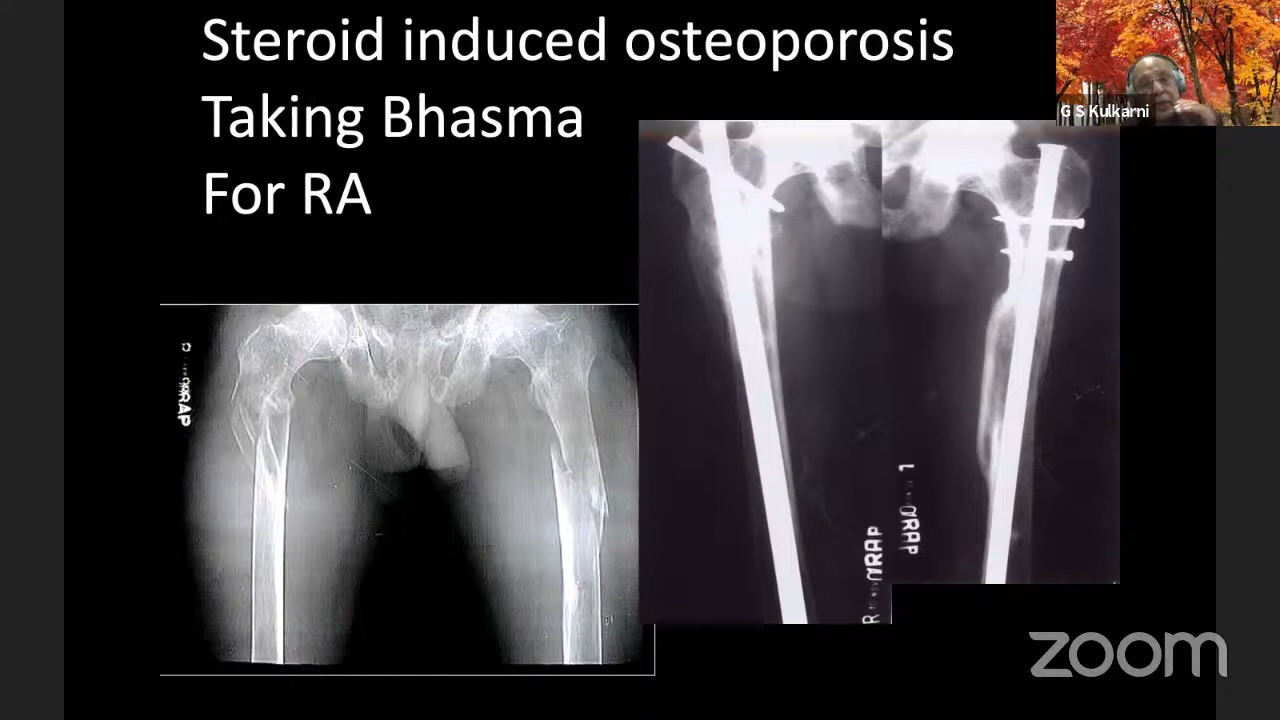 Steroid induced osteoporosis
Taking Bhasma
For RA
G S Kulkarni
R
L
zoom